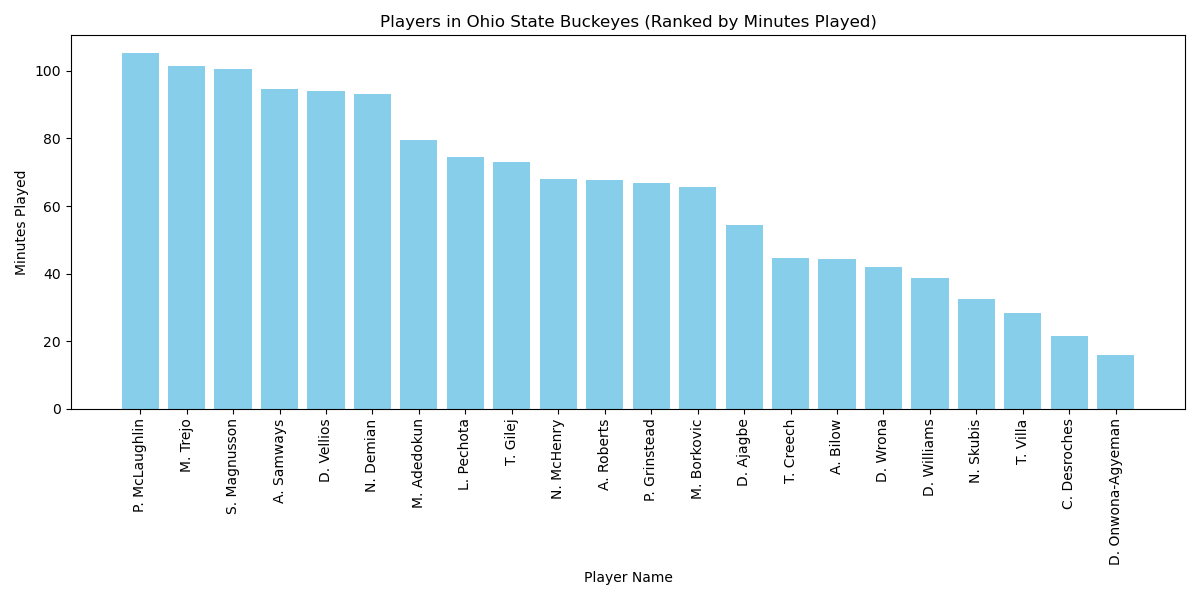 Players in Ohio State Buckeyes (Ranked by Minutes Played)
Minutes Played
100
80
60
40
20
0
P. McLaughlin
M. Trejo
S. Magnusson
A. Samways
D. Vellios
N. Demian
M. Adedokun
L. Pechota
T. Gilej
N. McHenry
A. Roberts
P. Grinstead
M. Borkovic
D. Ajagbe
T. Creech
A. Bilow
D. Wrona
D. Williams
N. Skubis
T. Villa
C. Desroches
D. Onwona-Agyeman
Player Name